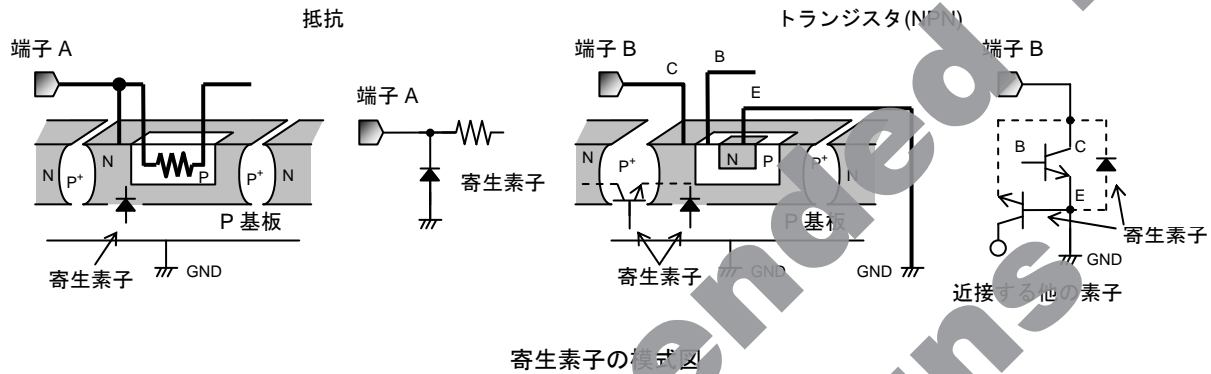 抵抗
トランジスタ(NPN)
端子 A
端子 A
端子 B
端子 B
C
B
E
N
P+
N
P
P+
N
N
P+
N
P
P+
N
B
C
E
寄生素子
P 基板
P 基板
寄生素子
GND
寄生素子
GND
GND
GND
寄生素子
近接する他の素子
寄生素子の模式図
ended
ns